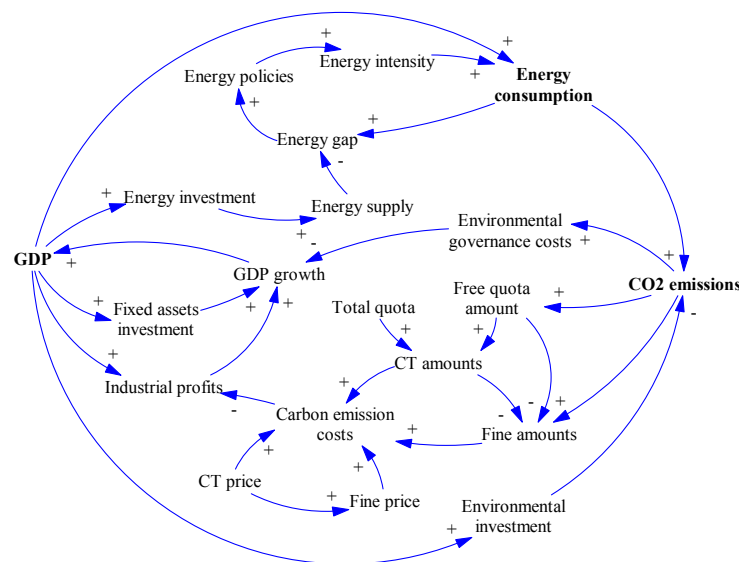 +
+
Energy intensity
+
Energy policies
Energy
consumption
+
+
Energy gap
-
+
Energy investment
Energy supply
+
-
Environmental
governance costs
+
+
GDP
+
GDP growth
CO2 emissions
+
Fixed assets
investment
+
+
Total quota
Free quota
amount
+
-
+
+
+
CT amounts
Industrial profits
+
-
-
-
+
Carbon emission
costs
+
Fine amounts
+
+
CT price
+
Fine price
Environmental
investment
+